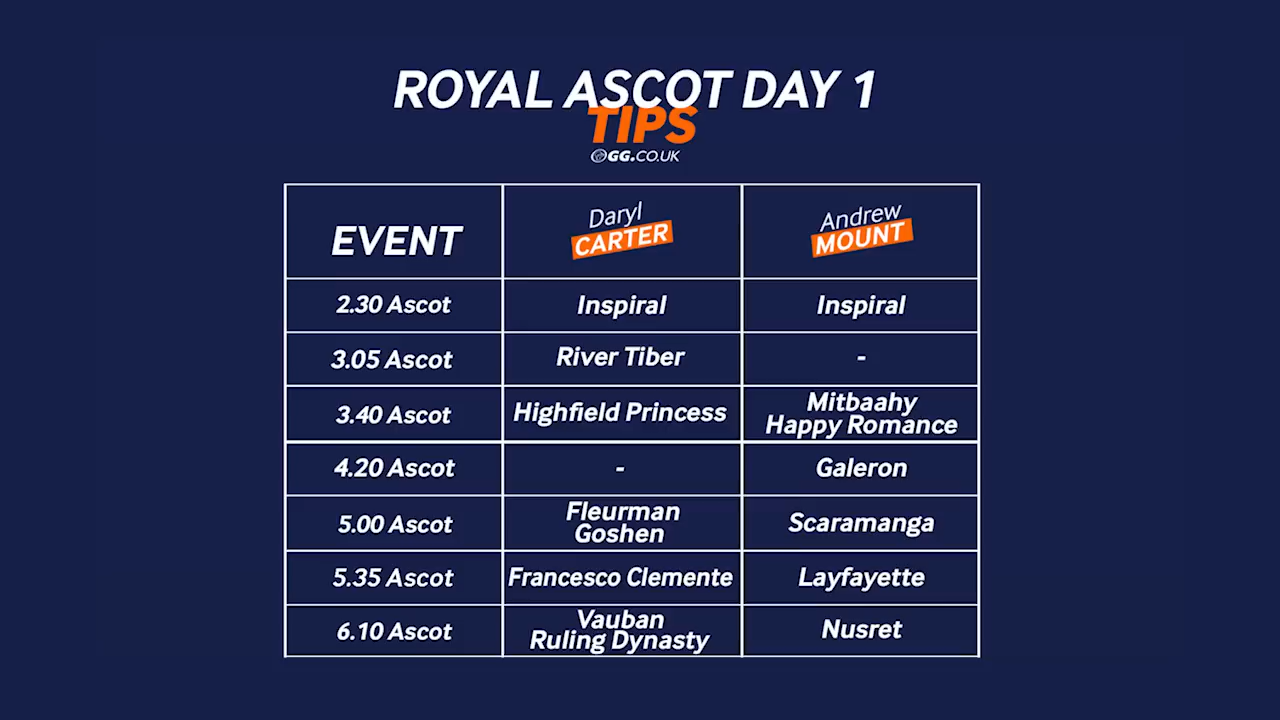 ROYAL ASCOT DAY 1
TIPS
GG.CO.UK
EVENT
Daryl
CARTER
Andrew
MOUNT
2.30 Ascot
Inspiral
Inspiral
3.05 Ascot
River Tiber
-
3.40 Ascot
Highfield Princess
Mitbaahy
Happy Romance
4.20 Ascot
-
Galeron
5.00 Ascot
Fleurman
Goshen
Scaramanga
5.35 Ascot
Francesco Clemente
Layfayette
6.10 Ascot
Vauban
Ruling Dynasty
Nusret